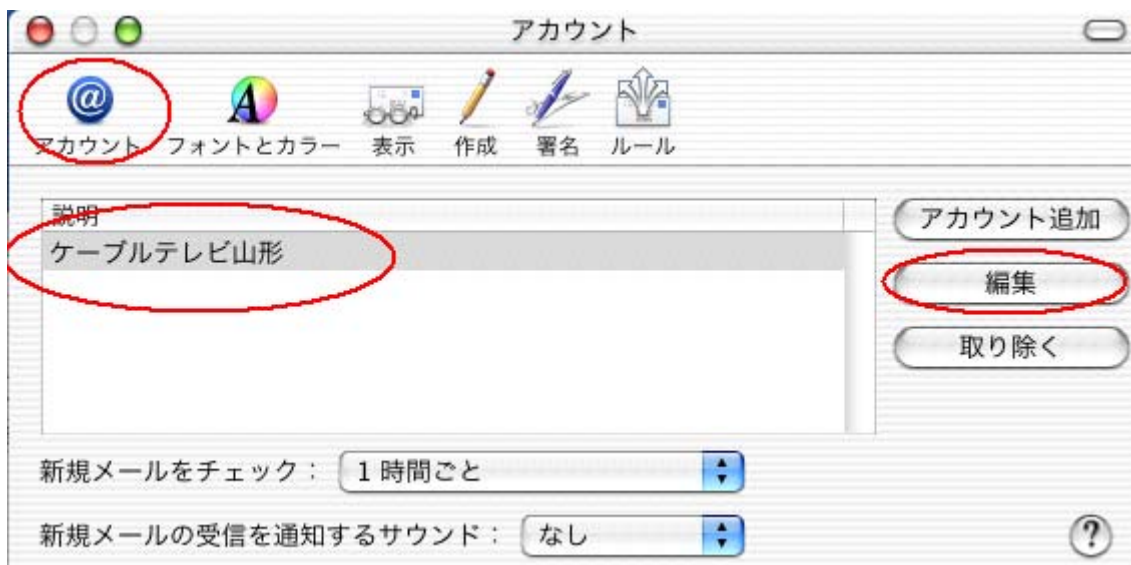 アカウント
アカウント フォントとカラー 表示 作成 署名 ルール
説明
アカウント追加
ケーブルテレビ山形
編集
取り除く
新規メールをチェック： 1 時間ごと
新規メールの受信を通知するサウンド： なし
?